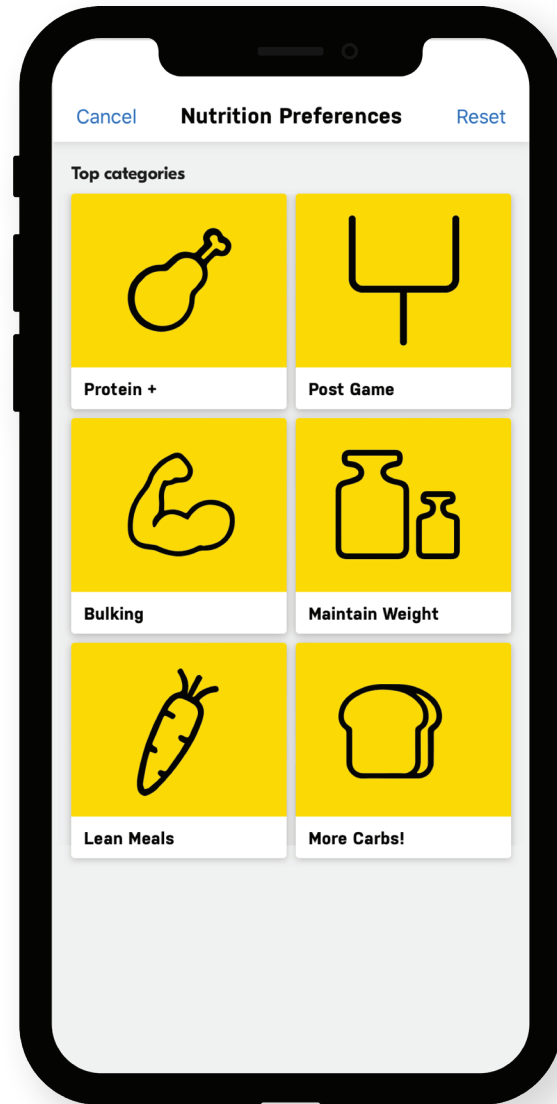 Cancel Nutrition Preferences Reset
Top categories
Protein + Post Game
Bulking Maintain Weight
Lean Meals More Carbs!